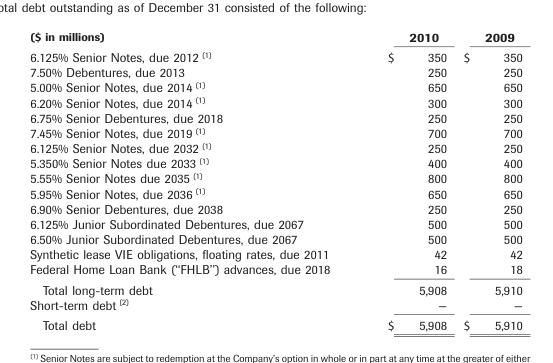 otal debt outstanding as of December 31 consisted of the following:
($ in millions) 2010 2009
6.125% Senior Notes, due 2012 (1) $ 350 $ 350
7.50% Debentures, due 2013 250 250
5.00% Senior Notes, due 2014 (1) 650 650
6.20% Senior Notes, due 2014 (1) 300 300
6.75% Senior Debentures, due 2018 250 250
7.45% Senior Notes, due 2019 (1) 700 700
6.125% Senior Notes, due 2032 (1) 250 250
5.350% Senior Notes due 2033 (1) 400 400
5.55% Senior Notes due 2035 (1) 800 800
5.95% Senior Notes, due 2036 (1) 650 650
6.90% Senior Debentures, due 2038 250 250
6.125% Junior Subordinated Debentures, due 2067 500 500
6.50% Junior Subordinated Debentures, due 2067 500 500
Synthetic lease VIE obligations, floating rates, due 2011 42 42
Federal Home Loan Bank (“FHLB”) advances, due 2018 16 18
Total long-term debt 5,908 5,910
Short-term debt (2) — —
Total debt $ 5,908 $ 5,910
(1) Senior Notes are subject to redemption at the Company's option in whole or in part at any time at the greater of either